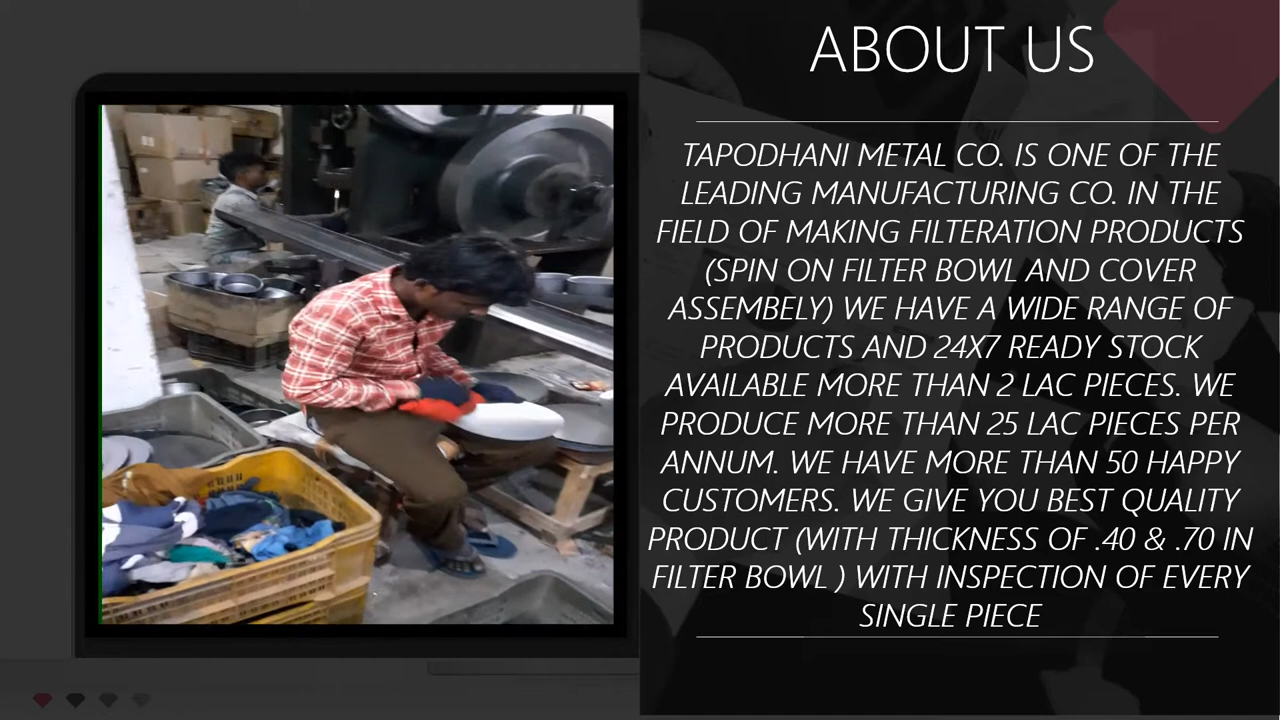 ABOUT US
TAPODHANI METAL CO. IS ONE OF THE
LEADING MANUFACTURING CO. IN THE
FIELD OF MAKING FILTERATION PRODUCTS
(SPIN ON FILTER BOWL AND COVER
ASSEMBELY) WE HAVE A WIDE RANGE OF
PRODUCTS AND 24X7 READY STOCK
AVAILABLE MORE THAN 2 LAC PIECES. WE
PRODUCE MORE THAN 25 LAC PIECES PER
ANNUM. WE HAVE MORE THAN 50 HAPPY
CUSTOMERS. WE GIVE YOU BEST QUALITY
PRODUCT (WITH THICKNESS OF .40 & .70 IN
FILTER BOWL ) WITH INSPECTION OF EVERY
SINGLE PIECE